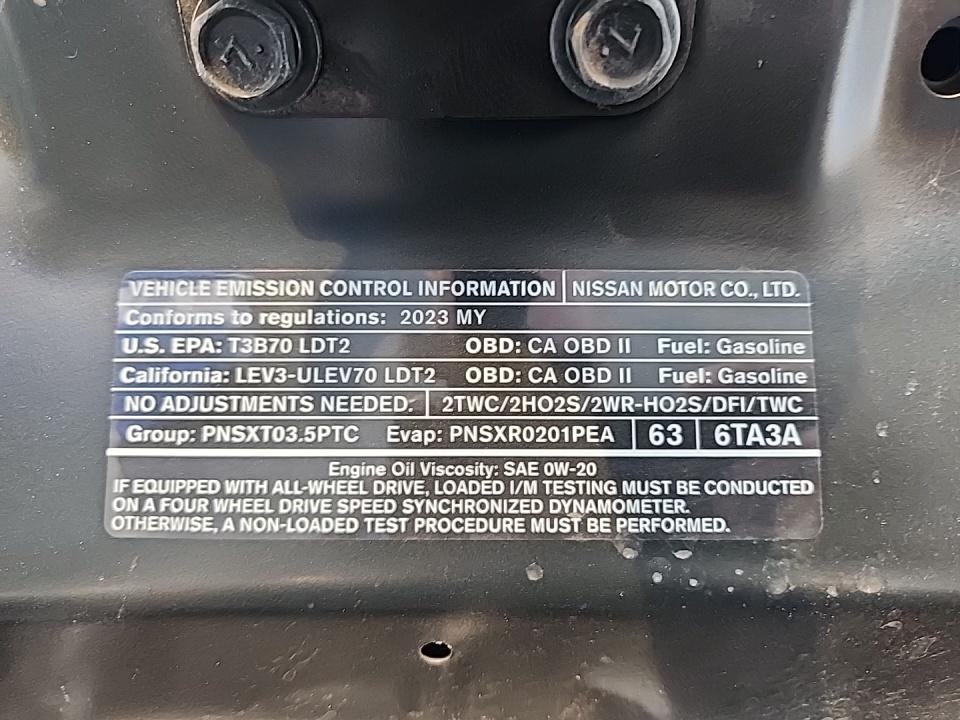 VEHICLE EMISSION CONTROL INFORMATION NISSAN MOTOR CO., LTD.
Conforms to regulations: 2023 MY
U.S. EPA: T3B70 LDT2 OBD: CA OBD II Fuel: Gasoline
California: LEV3-ULEV70 LDT2 OBD: CA OBD II Fuel: Gasoline
NO ADJUSTMENTS NEEDED. 2TWC/2HO2S/2WR-HO2S/DFI/TWC
Group: PNSXT03.5PTC Evap: PNSXR0201PEA 63 6TA3A
Engine Oil Viscosity: SAE 0W-20
IF EQUIPPED WITH ALL-WHEEL DRIVE, LOADED I/M TESTING MUST BE CONDUCTED
ON A FOUR WHEEL DRIVE SPEED SYNCHRONIZED DYNAMOMETER.
OTHERWISE, A NON-LOADED TEST PROCEDURE MUST BE PERFORMED.